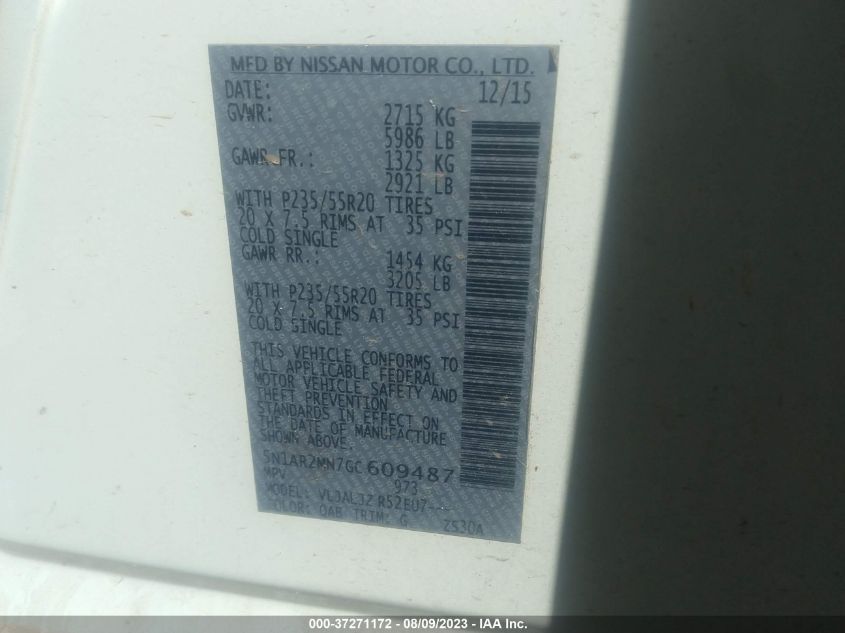 MFD BY NISSAN MOTOR CO., LTD.
DATE: 12/15
GVWR: 2715 KG
5986 LB
GAWR FR.: 1325 KG
2921 LB
WITH P235/55R20 TIRES
20 X 7.5 RIMS AT 35 PSI
COLD SINGLE
GAWR RR.: 1454 KG
3205 LB
WITH P235/55R20 TIRES
20 X 7.5 RIMS AT 35 PSI
COLD SINGLE
THIS VEHICLE CONFORMS TO
ALL APPLICABLE FEDERAL
MOTOR VEHICLE SAFETY AND
THEFT PREVENTION
STANDARDS IN EFFECT ON
THE DATE OF MANUFACTURE
SHOWN ABOVE.
5N1AR2MN7GC609487
MPV 973
MODEL:
COLOR: QAB TRIM: G Z530A
000-37271172 - 08/09/2023 - IAA Inc.